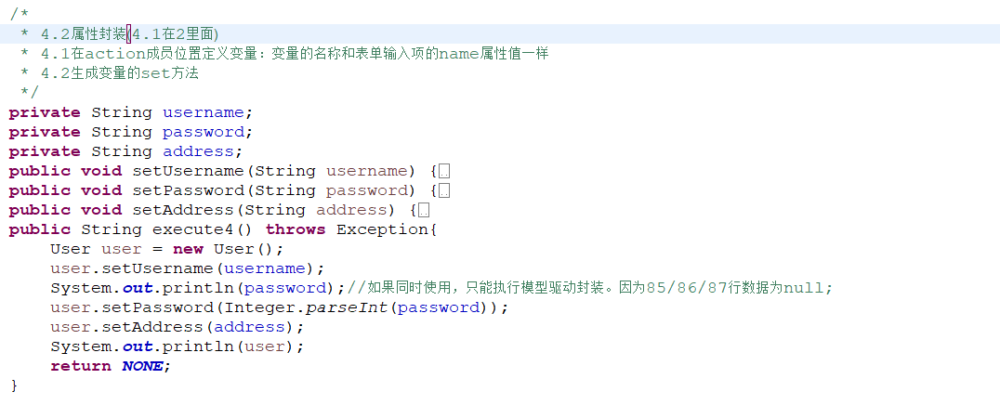 /*
 * 4.2属性封装(4.1在2里面)
 * 4.1在action成员位置定义变量：变量的名称和表单输入项的name属性值一样
 * 4.2生成变量的set方法
 */
private String username;
private String password;
private String address;
public void setUsername(String username) {..
public void setPassword(String password) {..
public void setAddress(String address) {..
public String execute4() throws Exception{
    User user = new User();
    user.setUsername(username);
    System.out.println(password);//如果同时使用，只能执行模型驱动封装。因为85/86/87行数据为null;
    user.setPassword(Integer.parseInt(password));
    user.setAddress(address);
    System.out.println(user);
    return NONE;
}